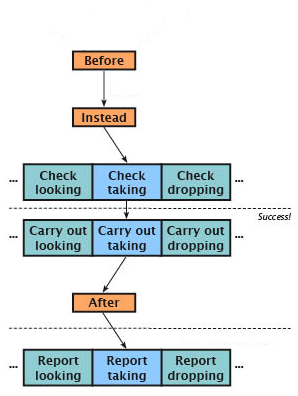 Before
Instead
... Check looking Check taking Check dropping ...
Success!
... Carry out looking Carry out taking Carry out dropping ...
After
... Report looking Report taking Report dropping ...